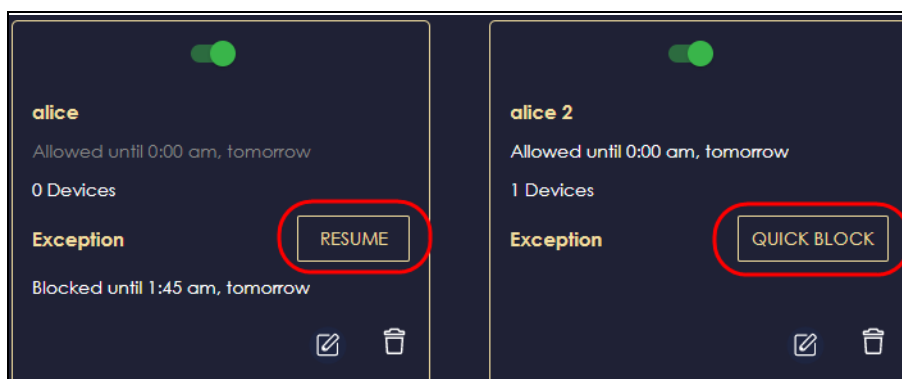 alice
Allowed until 0:00 am, tomorrow
0 Devices
Exception
RESUME
Blocked until 1:45 am, tomorrow
alice 2
Allowed until 0:00 am, tomorrow
1 Devices
Exception
QUICK BLOCK